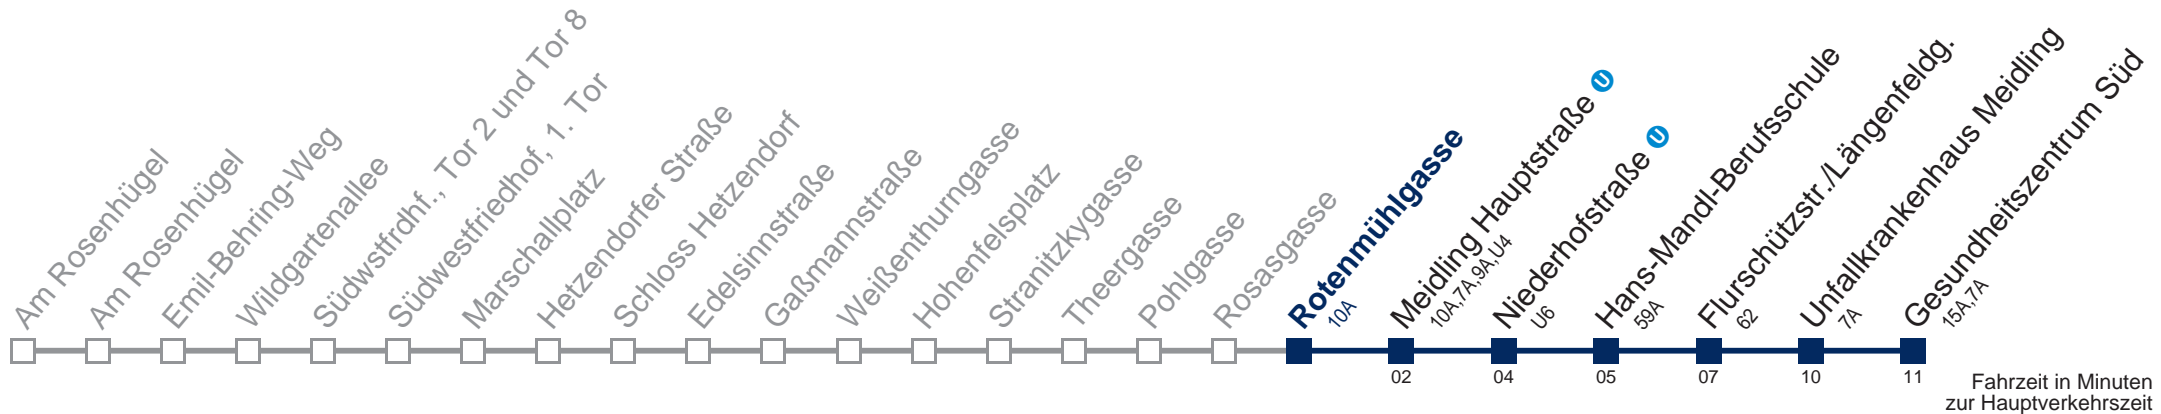 Am Rosenhügel
Am Rosenhügel
Emil-Behring-Weg
Wildgartenallee
Südwstfrdhf., Tor 2 und Tor 8
Südwestfriedhof, 1. Tor
Marschallplatz
Hetzendorfer Straße
Schloss Hetzendorf
Edelsinnstraße
Gaßmannstraße
Weißenthurngasse
Hohenfelsplatz
Stranitzkygasse
Theergasse
Pohlgasse
Rosasgasse
Rotenmühlgasse
10A
Meidling Hauptstraße U
10A,7A,9A,U4
Niederhofstraße U
U6
Hans-Mandl-Berufsschule
59A
Flurschützstr./Längenfeldg.
62
Unfallkrankenhaus Meidling
7A
Gesundheitszentrum Süd
15A,7A
02 04 05 07 10 11
Fahrzeit in Minuten
zur Hauptverkehrszeit